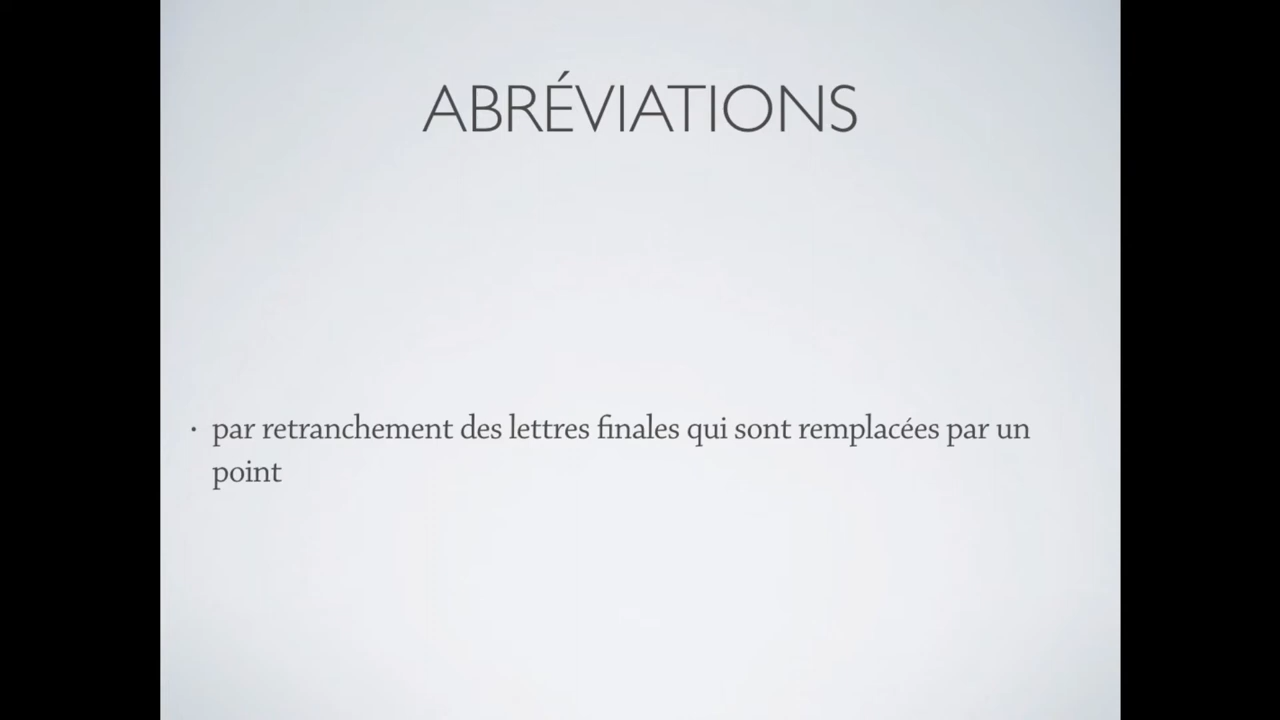 ABRÉVIATIONS
· par retranchement des lettres finales qui sont remplacées par un
point